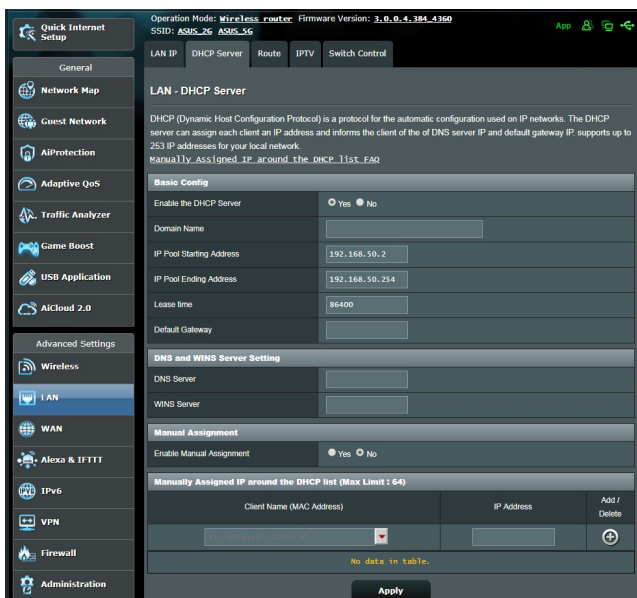 Operation Mode: Wireless router Firmware Version: 3.0.0.4.384_4360
SSID: ASUS_2G ASUS_5G
App
Quick Internet
Setup
General
Network Map
Guest Network
AiProtection
Adaptive QoS
Traffic Analyzer
Game Boost
USB Application
AiCloud 2.0
Advanced Settings
Wireless
LAN
WAN
Alexa & IFTTT
IPv6
VPN
Firewall
Administration
LAN IP DHCP Server Route IPTV Switch Control
LAN - DHCP Server
DHCP (Dynamic Host Configuration Protocol) is a protocol for the automatic configuration used on IP networks. The DHCP
server can assign each client an IP address and informs the client of the of DNS server IP and default gateway IP. supports up to
253 IP addresses for your local network.
Manually Assigned IP around the DHCP list FAQ
Basic Config
Enable the DHCP Server Yes No
Domain Name
IP Pool Starting Address 192.168.50.2
IP Pool Ending Address 192.168.50.254
Lease time 86400
Default Gateway
DNS and WINS Server Setting
DNS Server
WINS Server
Manual Assignment
Enable Manual Assignment Yes No
Manually Assigned IP around the DHCP list (Max Limit : 64)
Client Name (MAC Address) IP Address Add /
Delete
No data in table.
Apply